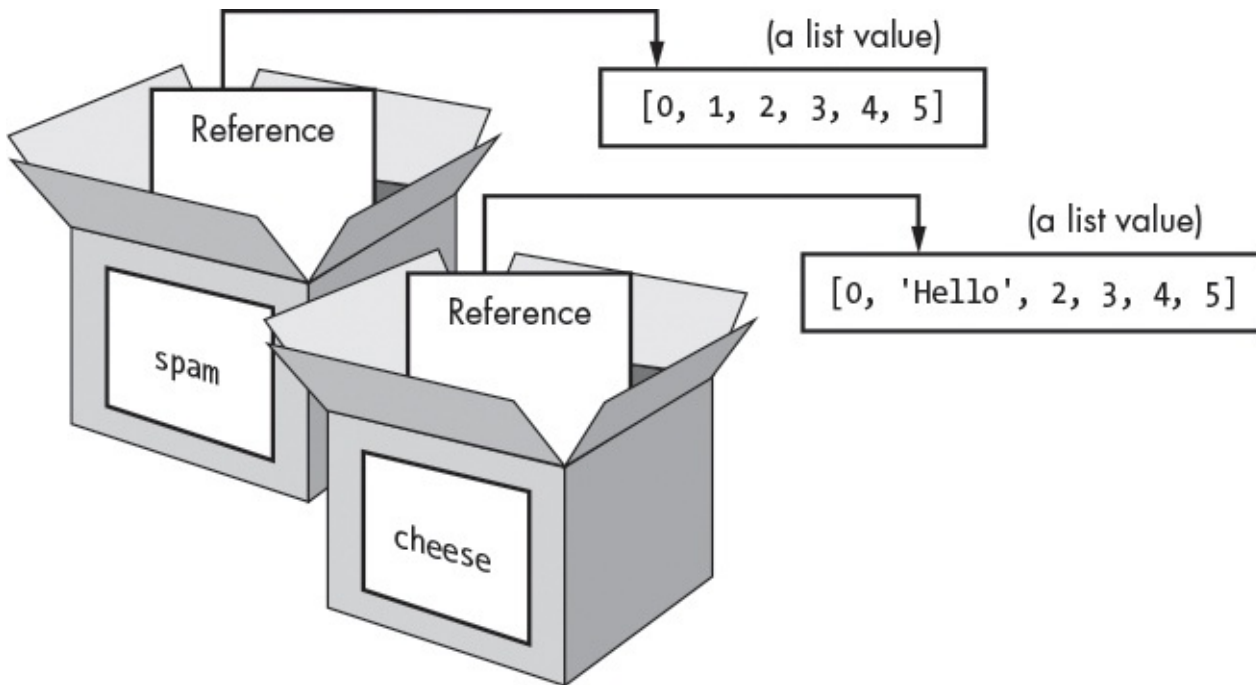 (a list value)
[0, 1, 2, 3, 4, 5]
Reference
(a list value)
[0, 'Hello', 2, 3, 4, 5]
Reference
spam
cheese